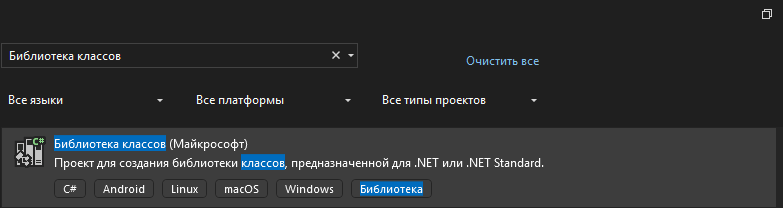 Библиотека классов
Очистить все
Все языки Все платформы Все типы проектов
C#
Библиотека классов (Майкрософт)
Проект для создания библиотеки классов, предназначенной для .NET или .NET Standard.
C# Android Linux macOS Windows Библиотека